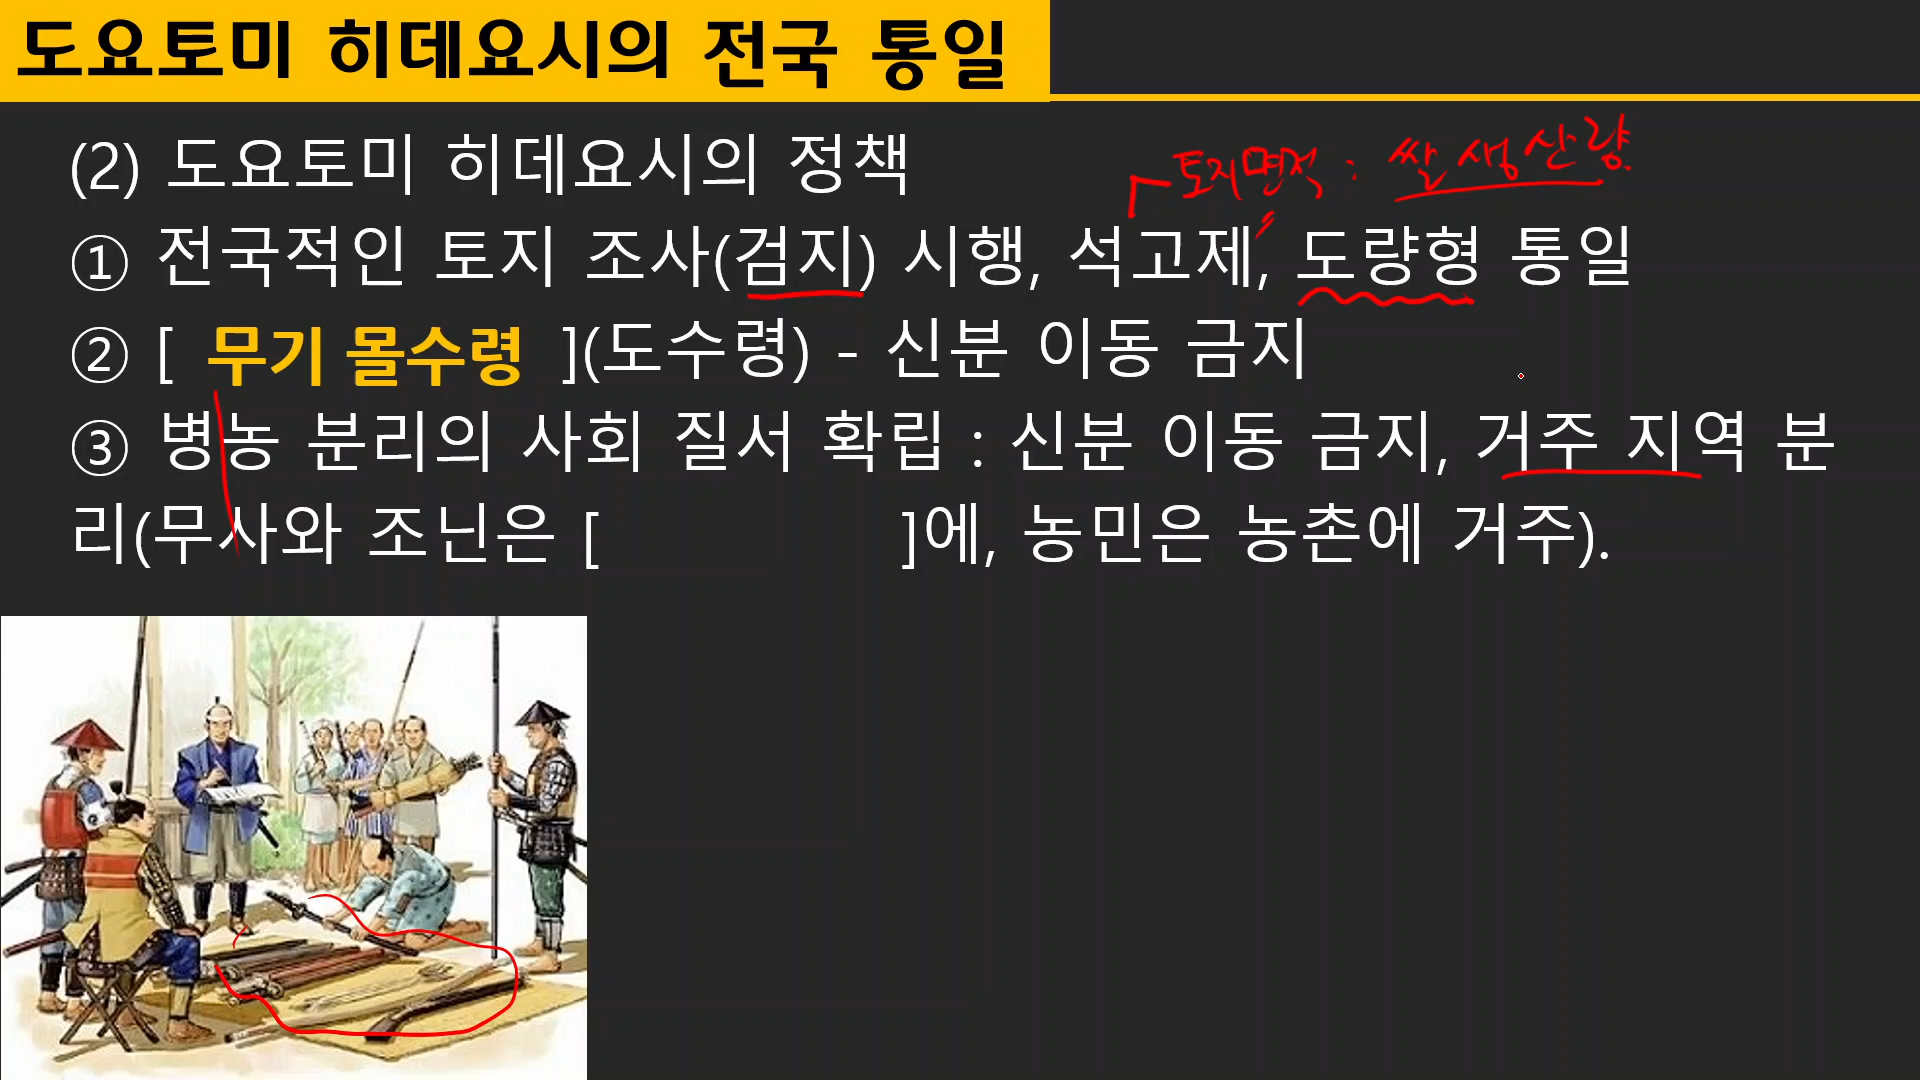 도요토미 히데요시의 전국 통일
(2) 도요토미 히데요시의 정책
토지면적 : 쌀 생산량.
① 전국적인 토지 조사(검지) 시행, 석고제, 도량형 통일
② [ 무기 몰수령 ](도수령) - 신분 이동 금지
③ 병농 분리의 사회 질서 확립 : 신분 이동 금지, 거주 지역 분
리(무사와 조닌은 [ ]에, 농민은 농촌에 거주).